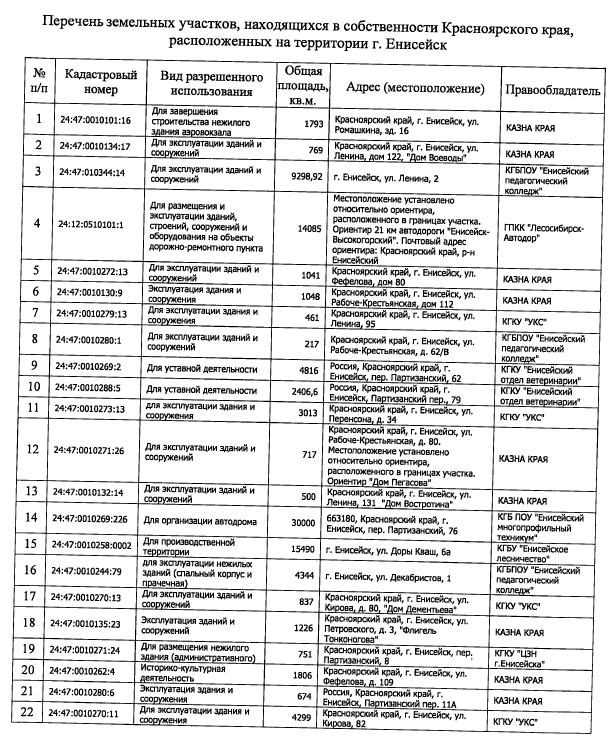 Перечень земельных участков, находящихся в собственности Красноярского края,
расположенных на территории г. Енисейск
№ п/п Кадастровый номер Вид разрешенного использования Общая площадь, кв.м. Адрес (местоположение) Правообладатель
1 24:47:0010101:16 Для завершения строительства нежилого здания аэровокзала 1793 Красноярский край, г. Енисейск, ул. Ромашкина, зд. 16 КАЗНА КРАЯ
2 24:47:0010134:17 Для эксплуатации зданий и сооружений 769 Красноярский край, г. Енисейск, ул. Ленина, дом 122, "Дом Воеводы" КАЗНА КРАЯ
3 24:47:010344:14 Для эксплуатации зданий и сооружений 9298,92 г. Енисейск, ул. Ленина, 2 КГБПОУ "Енисейский педагогический колледж"
4 24:12:0510101:1 Для размещения и эксплуатации зданий, строений, сооружений и оборудования на объекты дорожно-ремонтного пункта 14085 Местоположение установлено относительно ориентира, расположенного в границах участка. Ориентир 21 км автодороги "Енисейск-Высокогорский". Почтовый адрес ориентира: Красноярский край, р-н Енисейский ГПКК "Лесосибирск-Автодор"
5 24:47:0010272:13 Для эксплуатации зданий и сооружений 1041 Красноярский край, г. Енисейск, ул. Фефелова, дом 80 КАЗНА КРАЯ
6 24:47:0010130:9 Эксплуатация здания и сооружения 1048 Красноярский край, г. Енисейск, ул. Рабоче-Крестьянская, дом 112 КАЗНА КРАЯ
7 24:47:0010279:13 Для эксплуатации здания и сооружений 461 Красноярский край, г. Енисейск, ул. Ленина, 95 КГКУ "УКС"
8 24:47:0010280:1 Для эксплуатации зданий и сооружений 217 Красноярский край, г. Енисейск, ул. Рабоче-Крестьянская, д. 62/В КГБПОУ "Енисейский педагогический колледж"
9 24:47:0010269:2 Для уставной деятельности 4816 Россия, Красноярский край, г. Енисейск, пер. Партизанский, 62 КГКУ "Енисейский отдел ветеринарии"
10 24:47:0010288:5 Для уставной деятельности 2406,6 Россия, Красноярский край, г. Енисейск, Партизанский пер., 79 КГКУ "Енисейский отдел ветеринарии"
11 24:47:0010273:13 для эксплуатации здания и сооружения 3013 Красноярский край, г. Енисейск, ул. Перенсона, д. 34 КГКУ "УКС"
12 24:47:0010271:26 Для эксплуатации зданий и сооружений 717 Красноярский край, г. Енисейск, ул. Рабоче-Крестьянская, д. 80. Местоположение установлено относительно ориентира, расположенного в границах участка. Ориентир "Дом Пегасова" КАЗНА КРАЯ
13 24:47:0010132:14 Для эксплуатации зданий и сооружений 500 Красноярский край, г. Енисейск, ул. Ленина, 131 "Дом Востротина" КАЗНА КРАЯ
14 24:47:0010269:226 Для организации автодрома 30000 663180, Красноярский край, г. Енисейск, пер. Партизанский, 76 КГБ ПОУ "Енисейский многопрофильный техникум"
15 24:47:0010258:0002 Для производственной территории 15490 г. Енисейск, ул. Доры Кваш, 6а КГБУ "Енисейское лесничество"
16 24:47:0010244:79 для эксплуатации нежилых зданий (спальный корпус и прачечная) 4344 г. Енисейск, ул. Декабристов, 1 КГБПОУ "Енисейский педагогический колледж"
17 24:47:0010270:13 Для эксплуатации зданий и сооружений 837 Красноярский край, г. Енисейск, ул. Кирова, д. 80, "Дом Дементьева" КГКУ "УКС"
18 24:47:0010135:23 Эксплуатация зданий и сооружений 1226 Красноярский край, г. Енисейск, ул. Петровского, д. 3, "Флигель Тонконогова" КАЗНА КРАЯ
19 24:47:0010271:24 Для размещения нежилого здания (административного) 751 Красноярский край, г. Енисейск, пер. Партизанский, 8 КГКУ "ЦЗН г.Енисейска"
20 24:47:0010262:4 Историко-культурная деятельность 1806 Красноярский край, г. Енисейск, ул. Фефелова, д. 109 КАЗНА КРАЯ
21 24:47:0010280:6 Эксплуатация здания и сооружения 674 Россия, Красноярский край, г. Енисейск, Партизанский пер. 11А КАЗНА КРАЯ
22 24:47:0010270:11 Для эксплуатации здания и сооружения 4299 Красноярский край, г. Енисейск, ул. Кирова, 82 КГКУ "УКС"